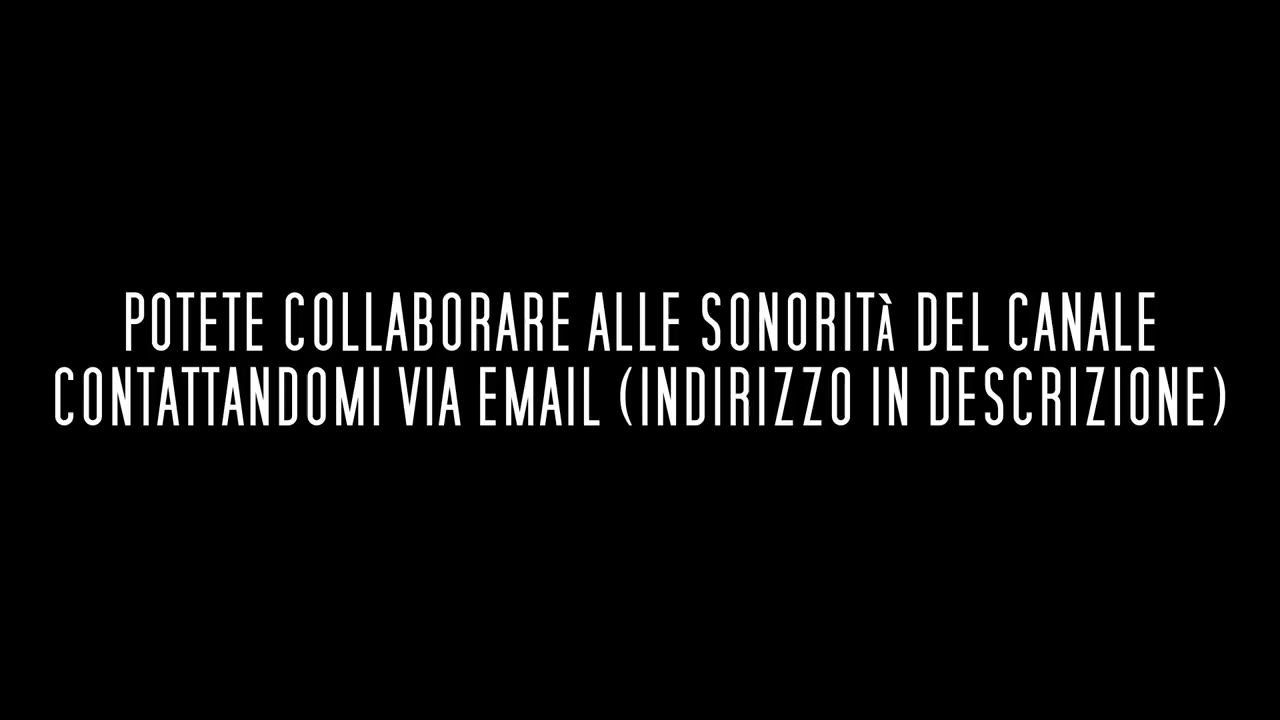 POTETE COLLABORARE ALLE SONORITà DEL CANALE
CONTATTANDOMI VIA EMAIL (INDIRIZZO IN DESCRIZIONE)